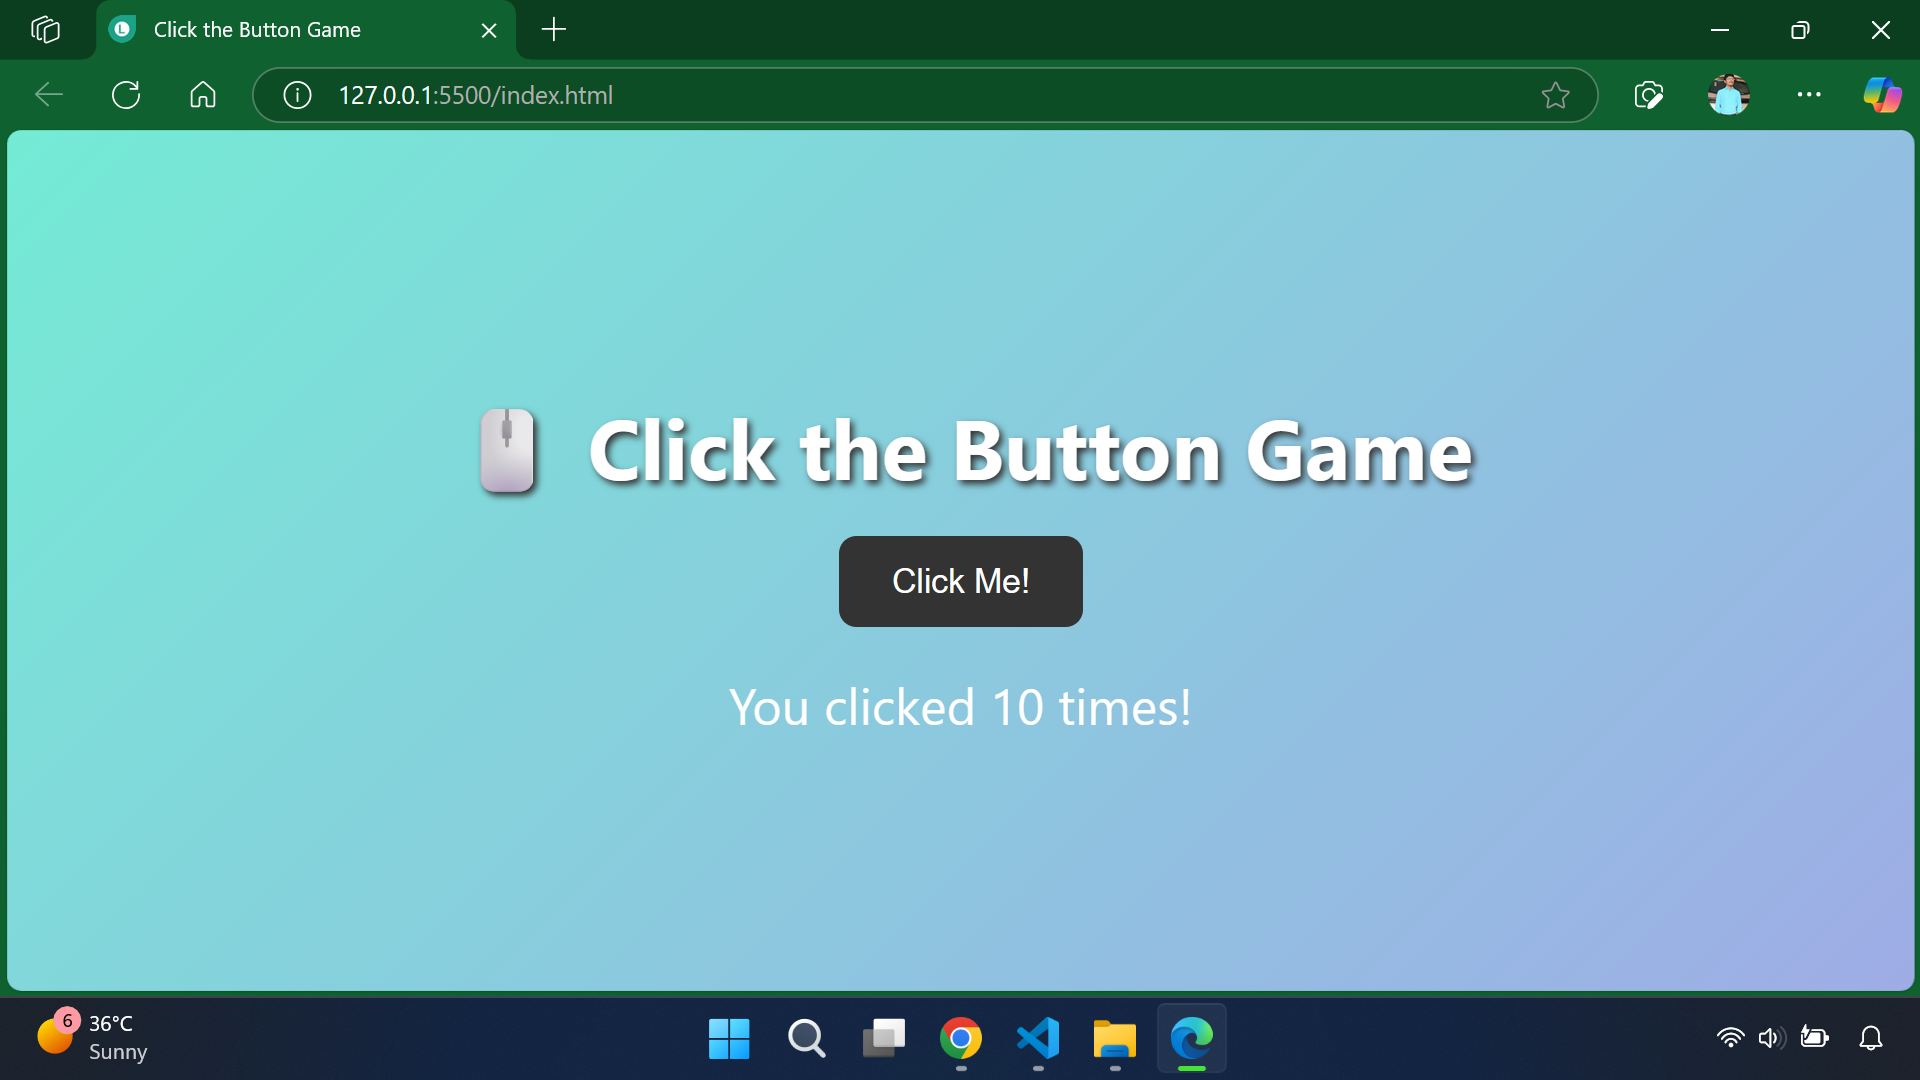 Click the Button Game
127.0.0.1:5500/index.html
Click the Button Game
Click Me!
You clicked 10 times!
6
36°C
Sunny